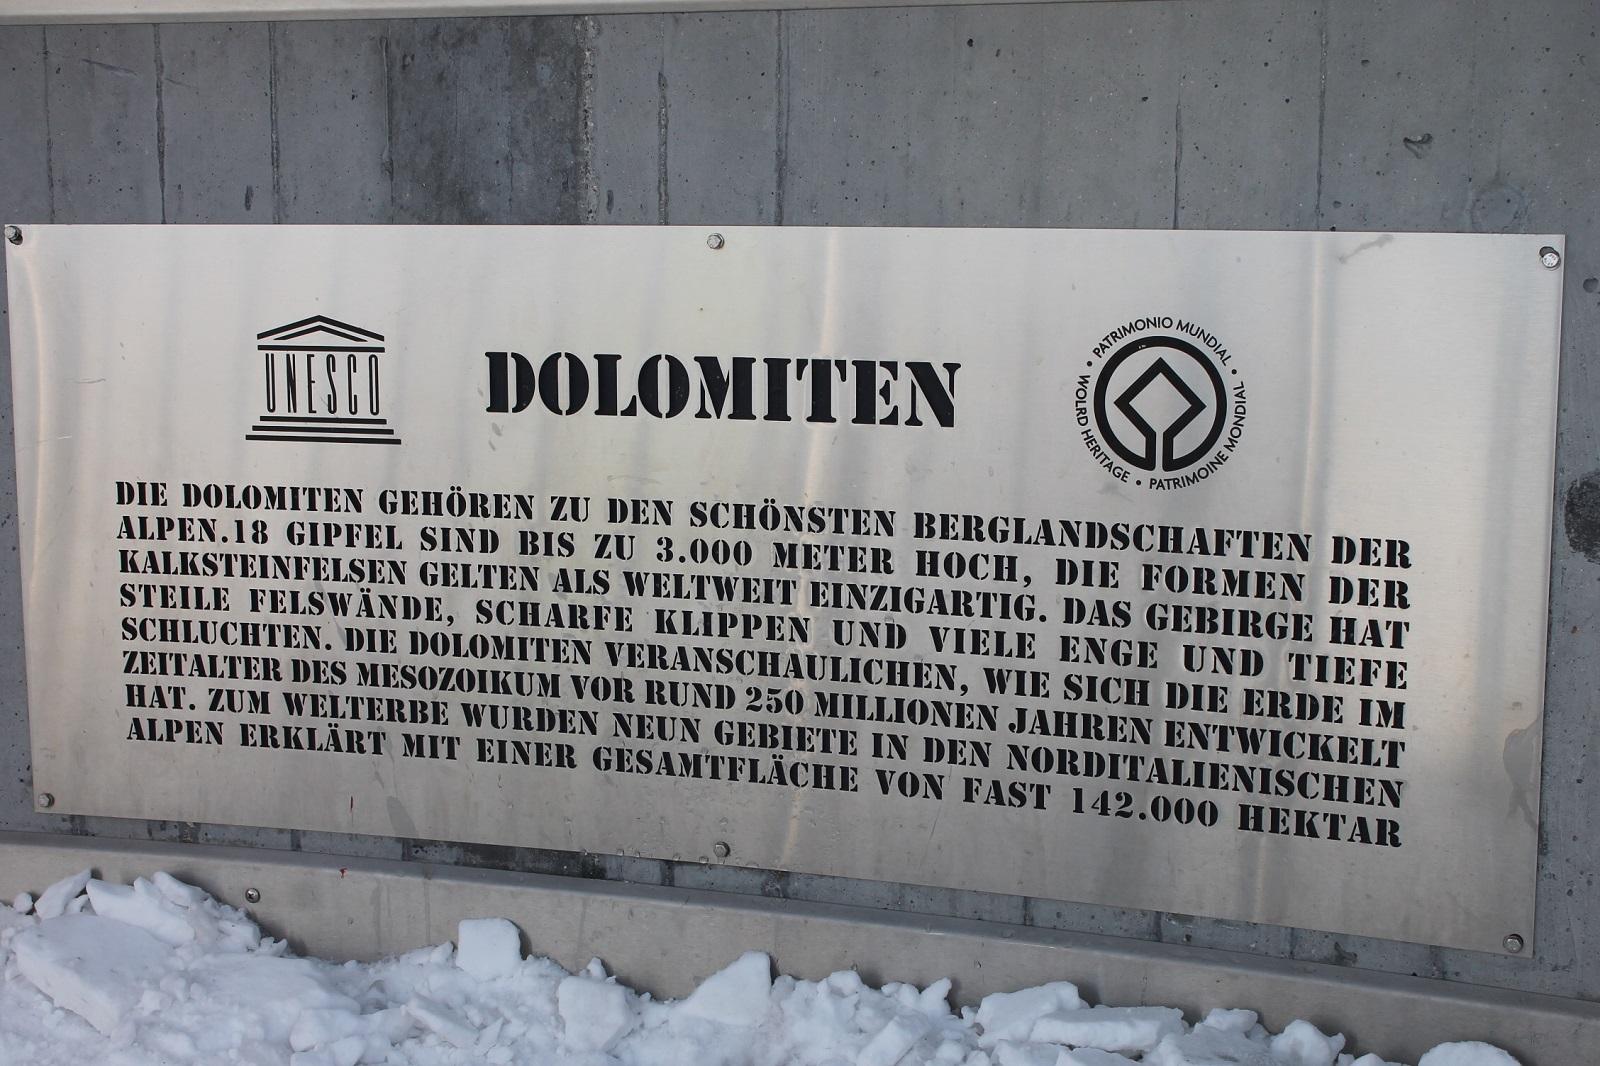 UNESCO
DOLOMITEN
PATRIMONIO MUNDIAL • PATRIMOINE MONDIAL • WOLRD HERITAGE •
DIE DOLOMITEN GEHÖREN ZU DEN SCHÖNSTEN BERGLANDSCHAFTEN DER
ALPEN.18 GIPFEL SIND BIS ZU 3.000 METER HOCH, DIE FORMEN DER
KALKSTEINFELSEN GELTEN ALS WELTWEIT EINZIGARTIG. DAS GEBIRGE HAT
STEILE FELSWÄNDE, SCHARFE KLIPPEN UND VIELE ENGE UND TIEFE
SCHLUCHTEN. DIE DOLOMITEN VERANSCHAULICHEN, WIE SICH DIE ERDE IM
ZEITALTER DES MESOZOIKUM VOR RUND 250 MILLIONEN JAHREN ENTWICKELT
HAT. ZUM WELTERBE WURDEN NEUN GEBIETE IN DEN NORDITALIENISCHEN
ALPEN ERKLÄRT MIT EINER GESAMTFLÄCHE VON FAST 142.000 HEKTAR